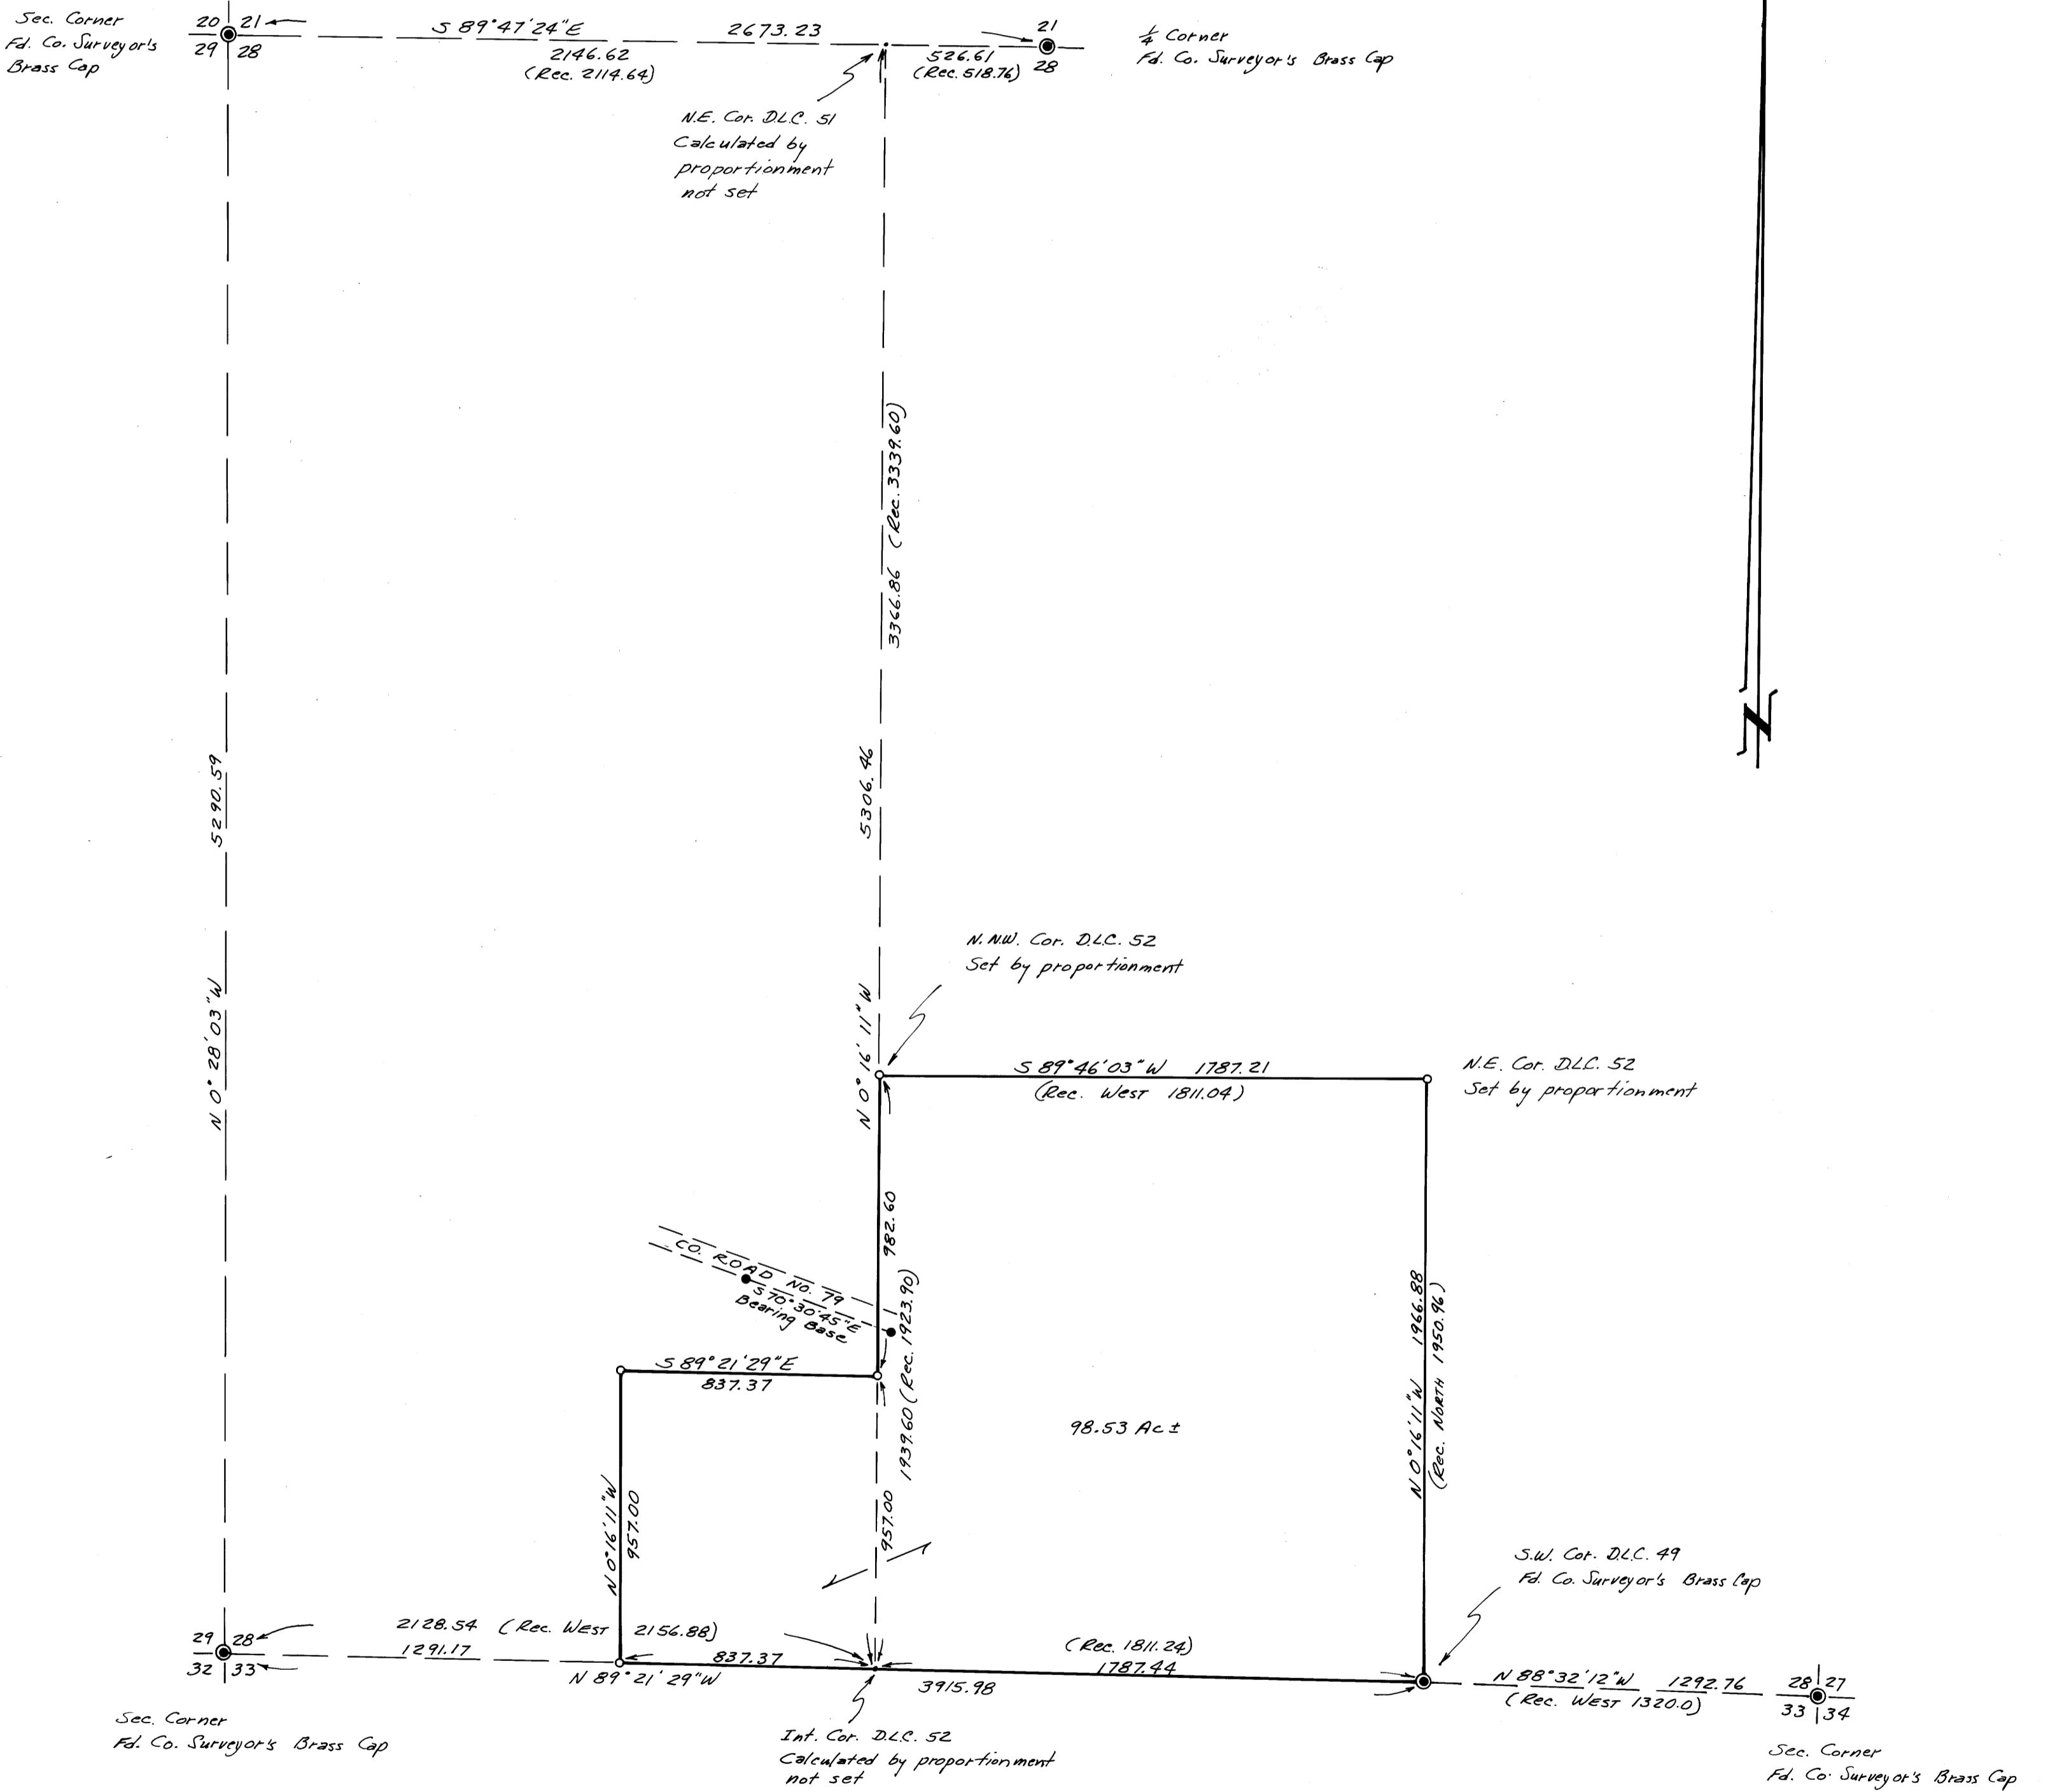 Sec. Corner
Fd. Co. Surveyor's
Brass Cap
20 21
29 28
S 89°47'24"E 2673.23
2146.62
(Rec. 2114.64)
526.61
(Rec. 518.76)
21
28
1/4 Corner
Fd. Co. Surveyor's Brass Cap
N.E. Cor. D.L.C. 51
Calculated by
proportionment
not set
3366.86 (Rec. 3339.60)
N
5290.59
N 0° 28' 03" W
5306.46
N 0° 16' 11" W
N. N.W. Cor. D.L.C. 52
Set by proportionment
S 89° 46' 03" W 1787.21
(Rec. West 1811.04)
N.E. Cor. D.L.C. 52
Set by proportionment
982.60
1939.60 (Rec. 1923.90)
CO. ROAD NO. 79
S 70° 30' 45" E
Bearing Base
S 89° 21' 29" E
837.37
98.53 Ac ±
N 0° 16' 11" W 1966.88
(Rec. NORTH 1950.96)
N 0° 16' 11" W
957.00
957.00
S.W. Cor. D.L.C. 49
Fd. Co. Surveyor's Brass Cap
29 28
32 33
2128.54 (Rec. West 2156.88)
1291.17
837.37
N 89° 21' 29" W
(Rec. 1811.24)
1787.44
3915.98
N 88° 32' 12" W 1292.76
(Rec. WEST 1320.0)
28 27
33 34
Sec. Corner
Fd. Co. Surveyor's Brass Cap
Int. Cor. D.L.C. 52
Calculated by proportionment
not set
Sec. Corner
Fd. Co. Surveyor's Brass Cap